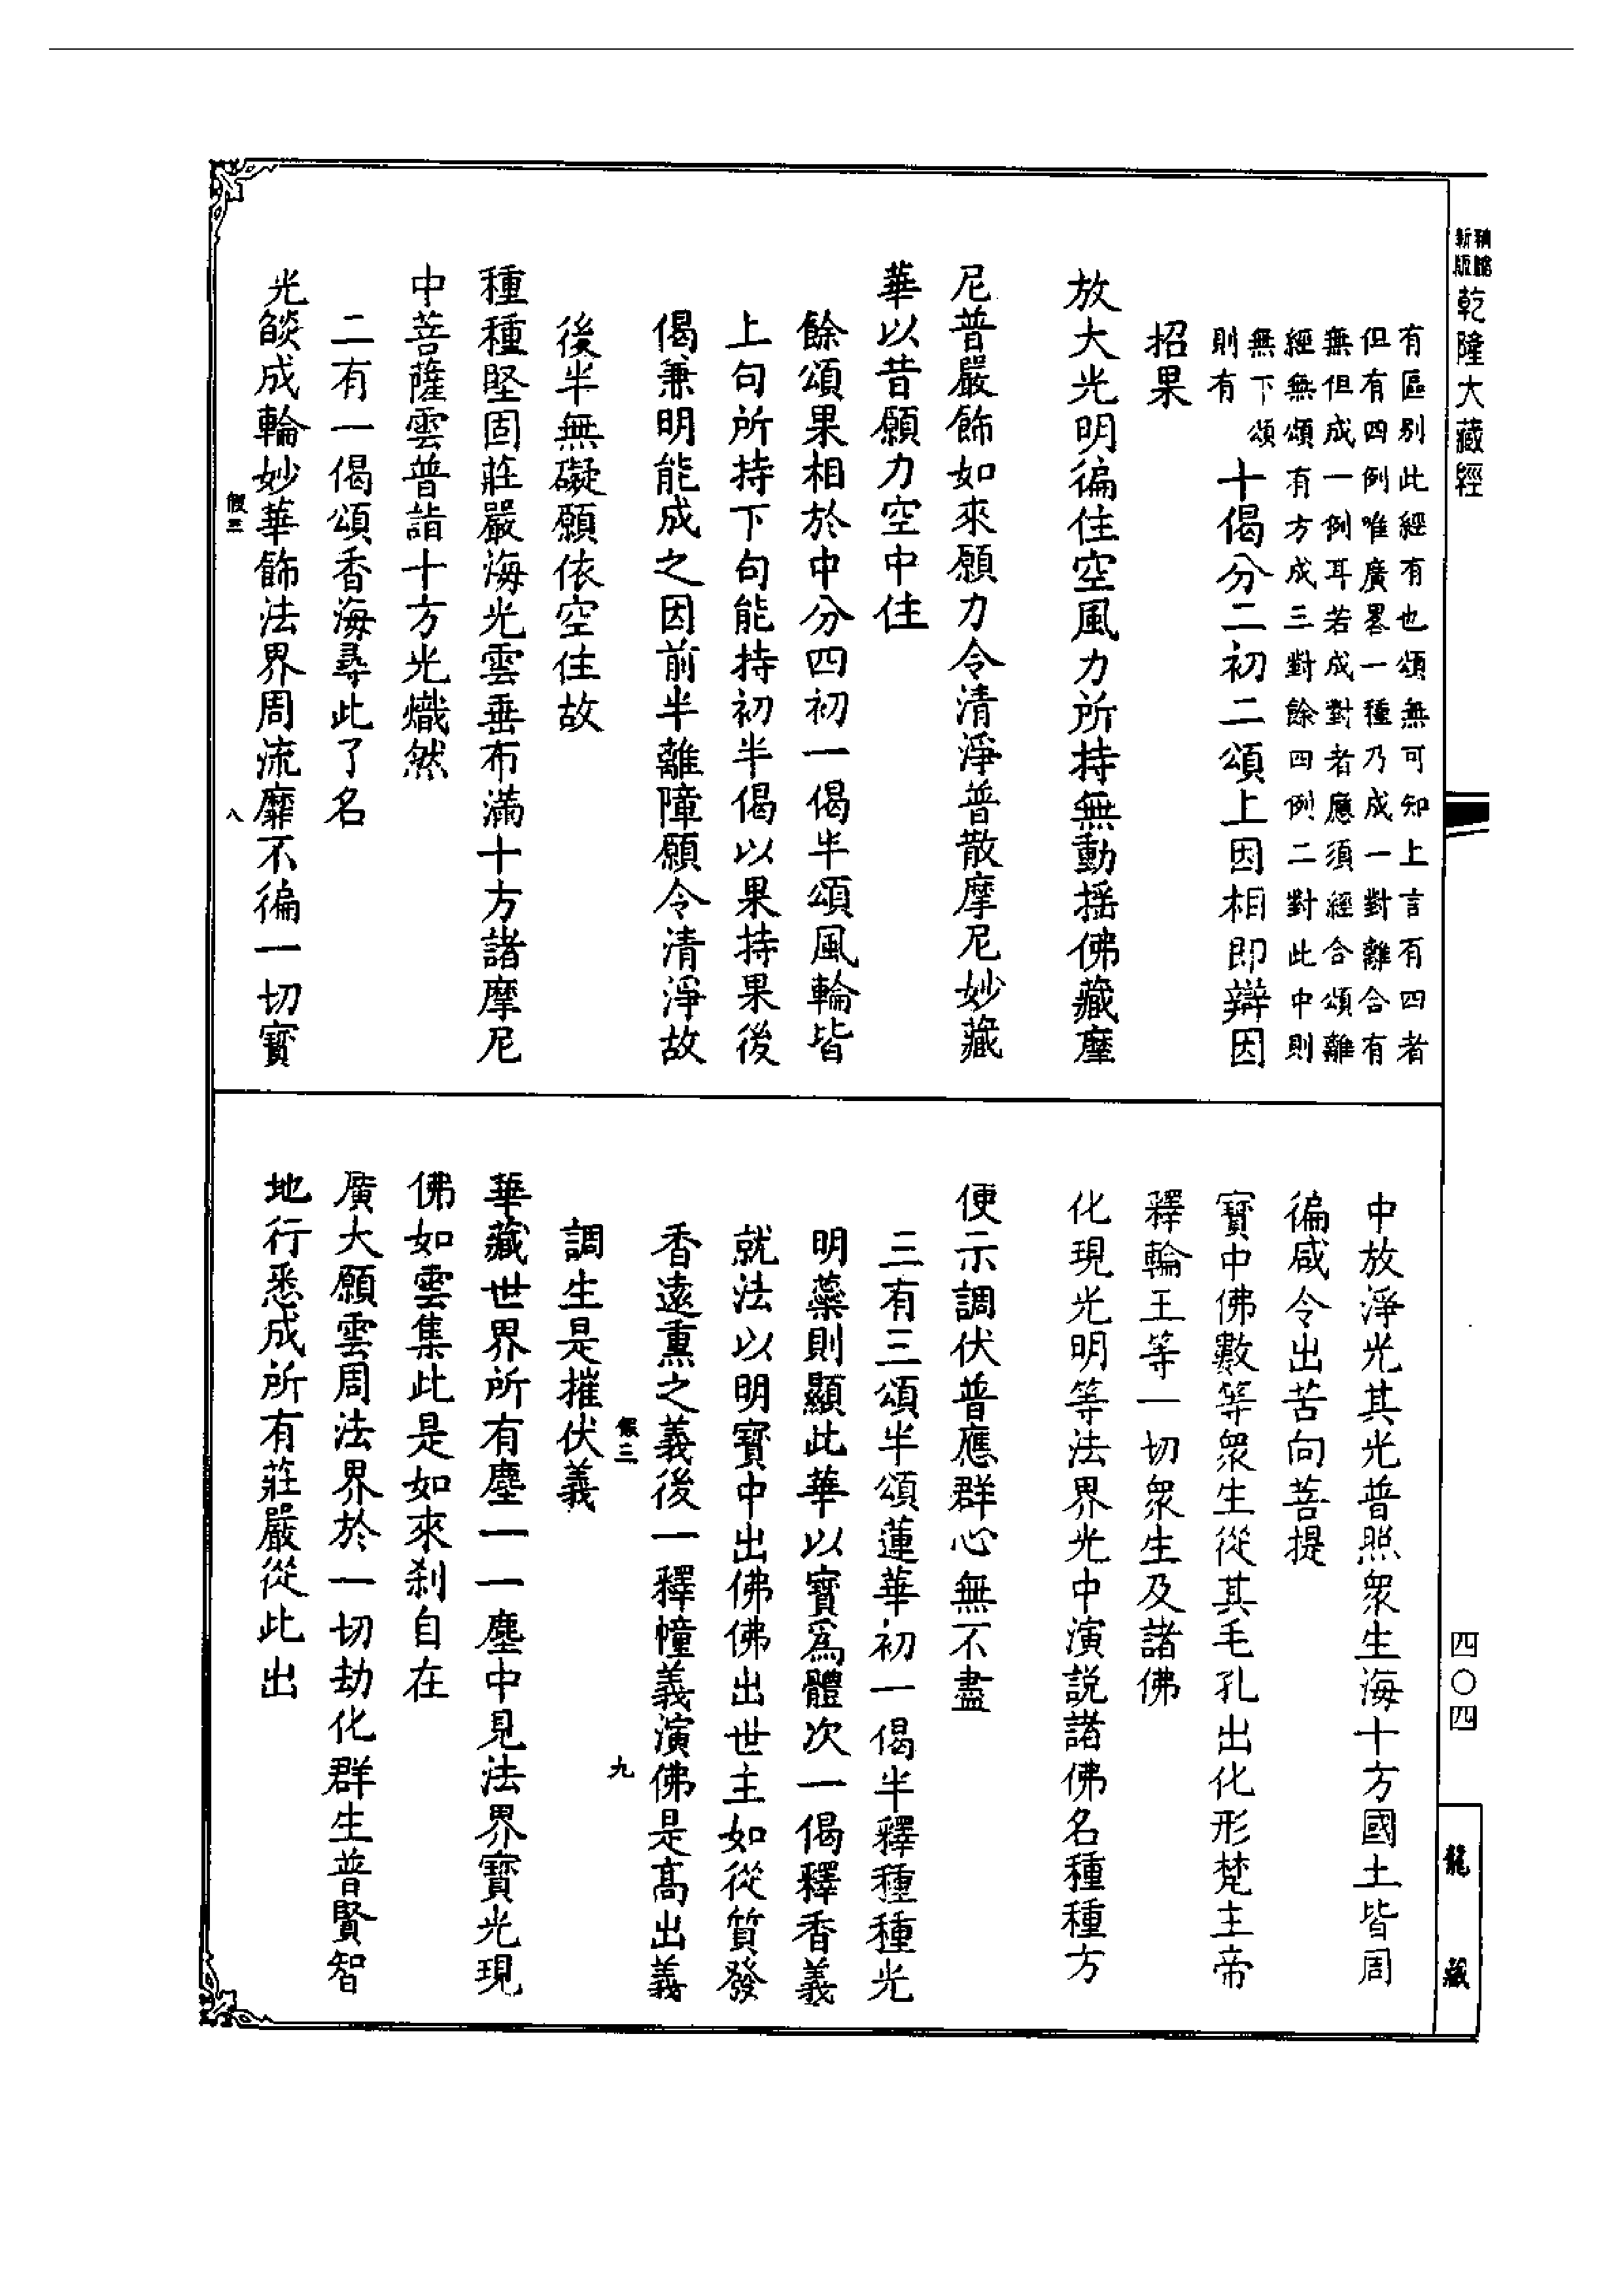 精縮新版
乾隆大藏經
有區別此經有也頌無可知上言有四者
但有四例唯廣畧一種乃成一對離合有
無但成一例耳若成對者應須經合頌離
經無頌有方成三對餘四例二對此中則
無下頌
則有
十偈分二初二頌上因相即辯因
招果
放大光明徧住空風力所持無動搖佛藏摩
尼普嚴飾如來願力令清淨普散摩尼妙藏
華以昔願力空中住
餘頌果相於中分四初一偈半頌風輪皆
上句所持下句能持初半偈以果持果後
偈兼明能成之因前半離障願令清淨故
後半無礙願依空住故
種種堅固莊嚴海光雲垂布滿十方諸摩尼
中菩薩雲普詣十方光熾然
二有一偈頌香海尋此了名
光燄成輪妙華飾法界周流靡不徧一切寶
假三
八
中放淨光其光普照衆生海十方國土皆周
徧咸令出苦向菩提
寶中佛數等衆生從其毛孔出化形梵主帝
釋輪王等一切衆生及諸佛
化現光明等法界光中演說諸佛名種種方
便示調伏普應群心無不盡
三有三頌半頌蓮華初一偈半釋種種光
明蘂則顯此華以寶爲體次一偈釋香義
就法以明寶中出佛佛出世主如從質發
香遠熏之義後一釋幢義演佛是高出義
假三
九
調生是摧伏義
華藏世界所有塵一一塵中見法界寶光現
佛如雲集此是如來刹自在
廣大願雲周法界於一切劫化群生普賢智
地行悉成所有莊嚴從此出
四〇四
龍藏